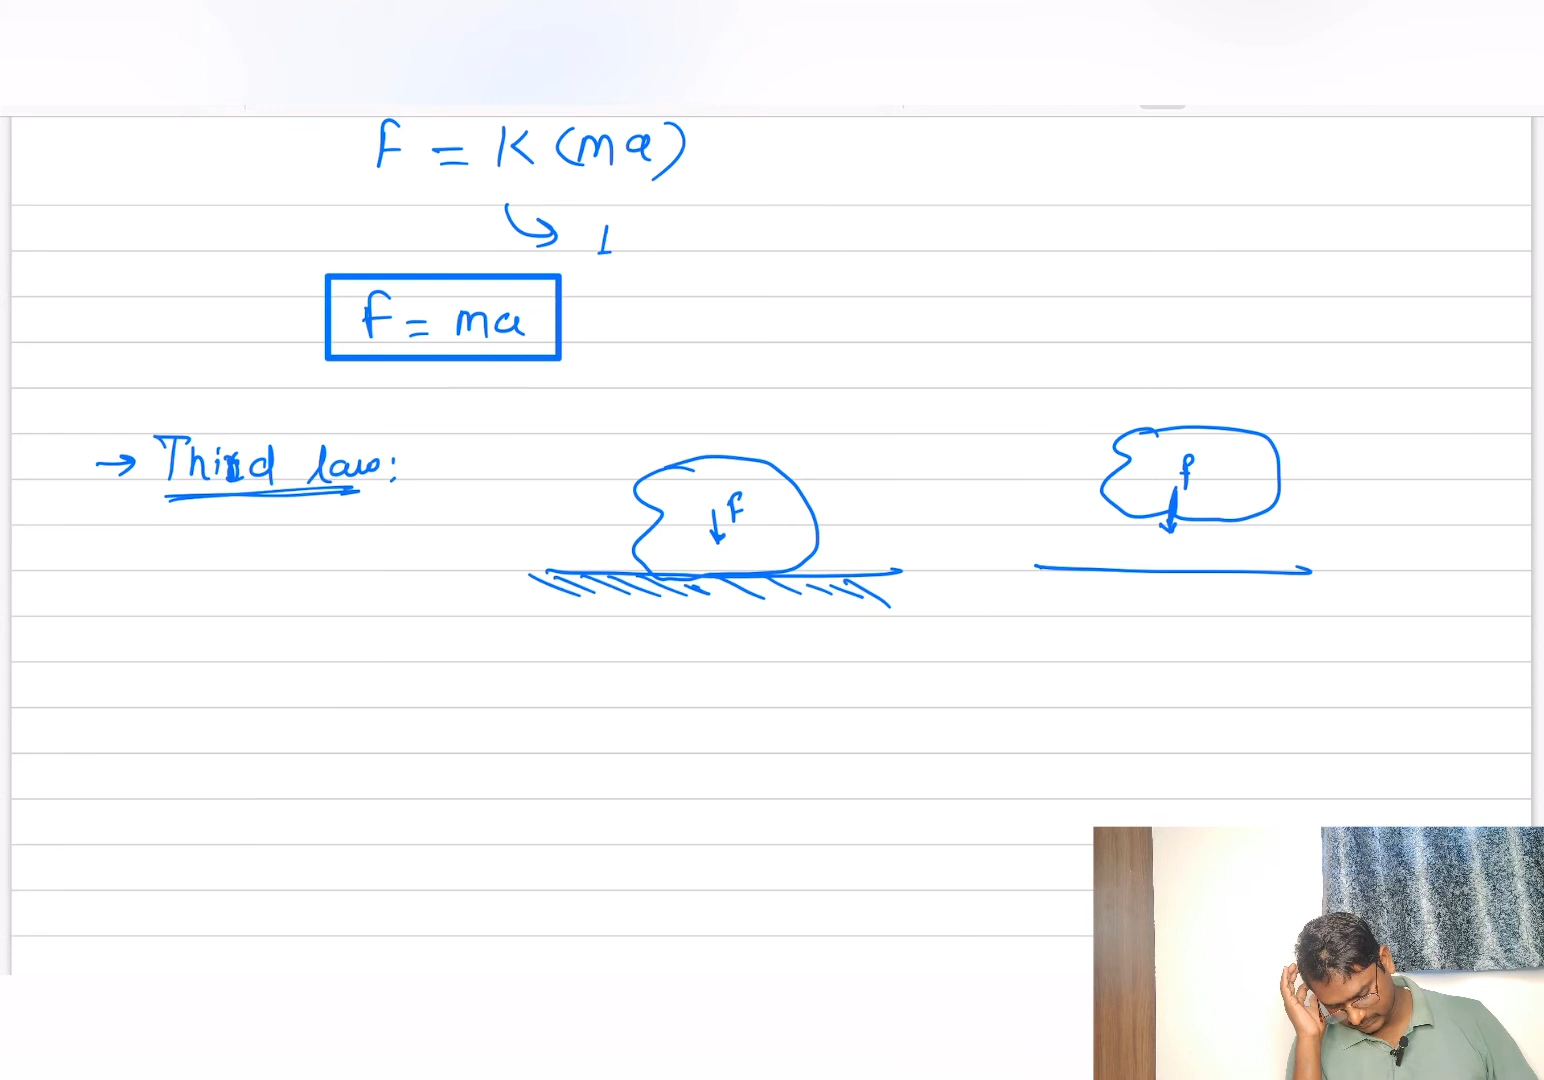 F = K (ma)
1
F = ma
→ Third law:
F
f